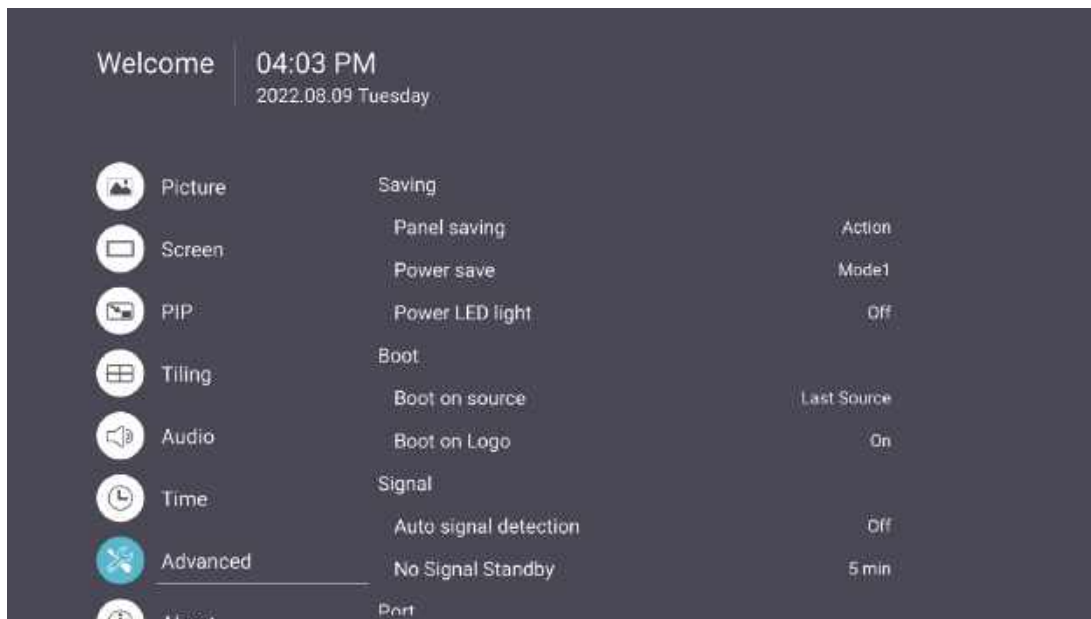 Welcome
04:03 PM
2022.08.09 Tuesday
Picture
Screen
PIP
Tiling
Audio
Time
Advanced
Saving
Panel saving Action
Power save Mode1
Power LED light Off
Boot
Boot on source Last Source
Boot on Logo On
Signal
Auto signal detection Off
No Signal Standby 5 min
Port